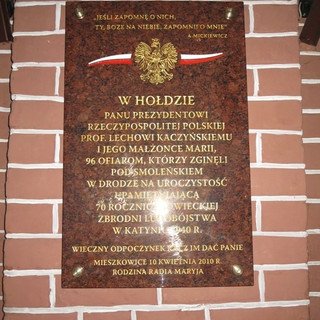 „JEŚLI ZAPOMNĘ O NICH,
TY, BOŻE NA NIEBIE, ZAPOMNIJ O MNIE"
A. MICKIEWICZ
W HOŁDZIE
PANU PREZYDENTOWI
RZECZYPOSPOLITEJ POLSKIEJ
PROF. LECHOWI KACZYŃSKIEMU
I JEGO MAŁŻONCE MARII,
96 OFIAROM, KTÓRZY ZGINĘLI
POD SMOLEŃSKIEM
W DRODZE NA UROCZYSTOŚĆ
UPAMIĘTNIAJĄCĄ
70 ROCZNICĘ SOWIECKIEJ
ZBRODNI LUDOBÓJSTWA
W KATYNIU 1940 R.
WIECZNY ODPOCZYNEK RACZ IM DAĆ PANIE
MIESZKOWICE 10 KWIETNIA 2010 R.
RODZINA RADIA MARYJA